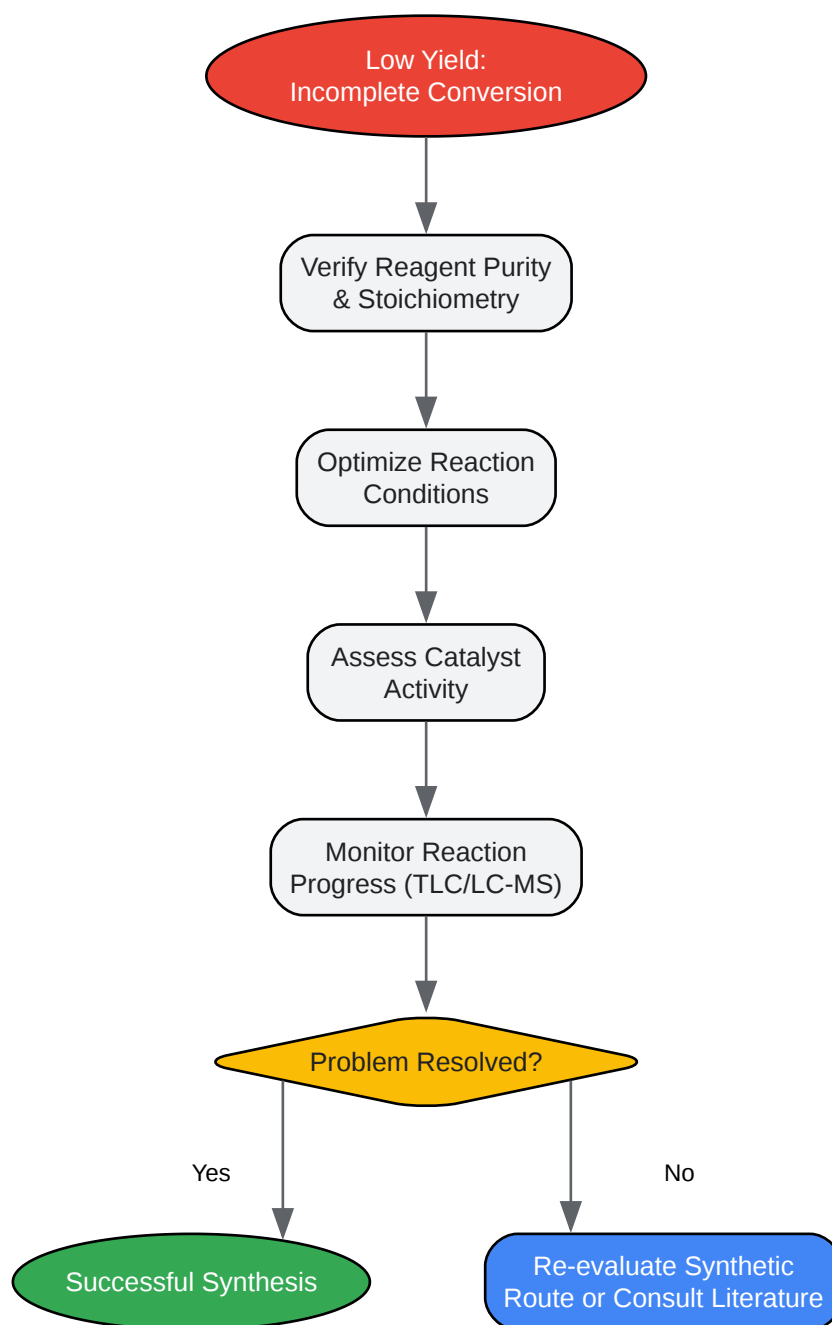 Low Yield:
Incomplete Conversion
Verify Reagent Purity
& Stoichiometry
Optimize Reaction
Conditions
Assess Catalyst
Activity
Monitor Reaction
Progress (TLC/LC-MS)
Problem Resolved?
Yes
No
Successful Synthesis
Re-evaluate Synthetic
Route or Consult Literature